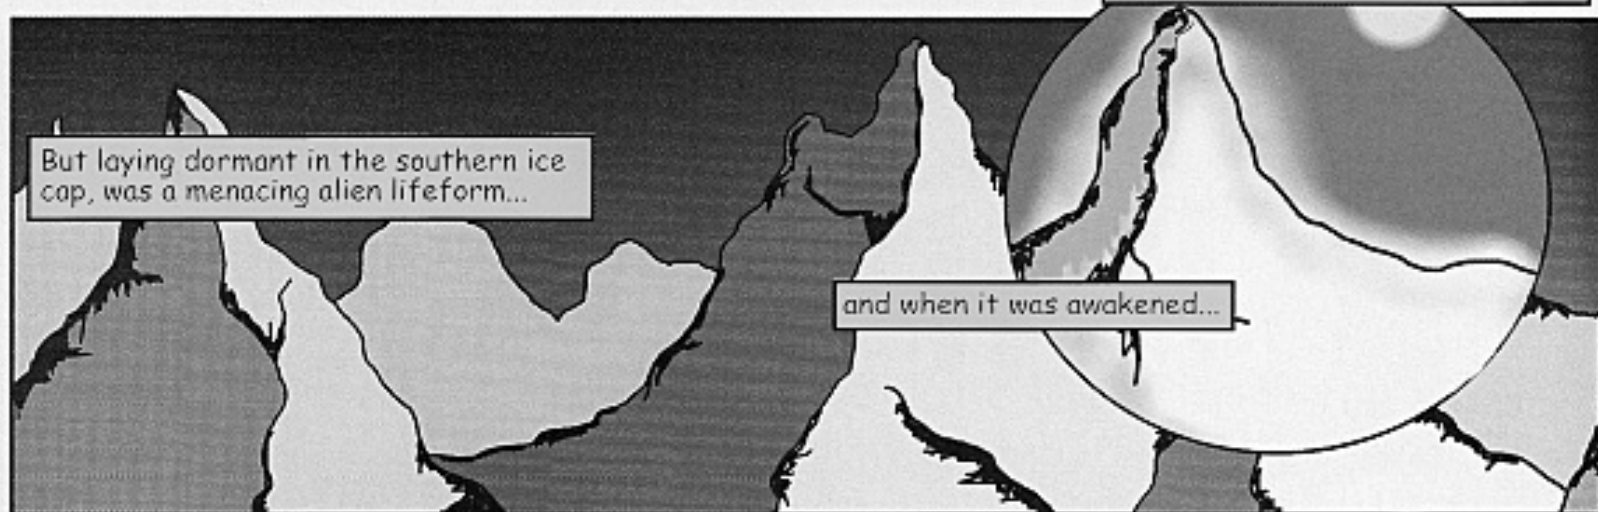 But laying dormant in the southern ice
cap, was a menacing alien lifeform...
and when it was awakened...